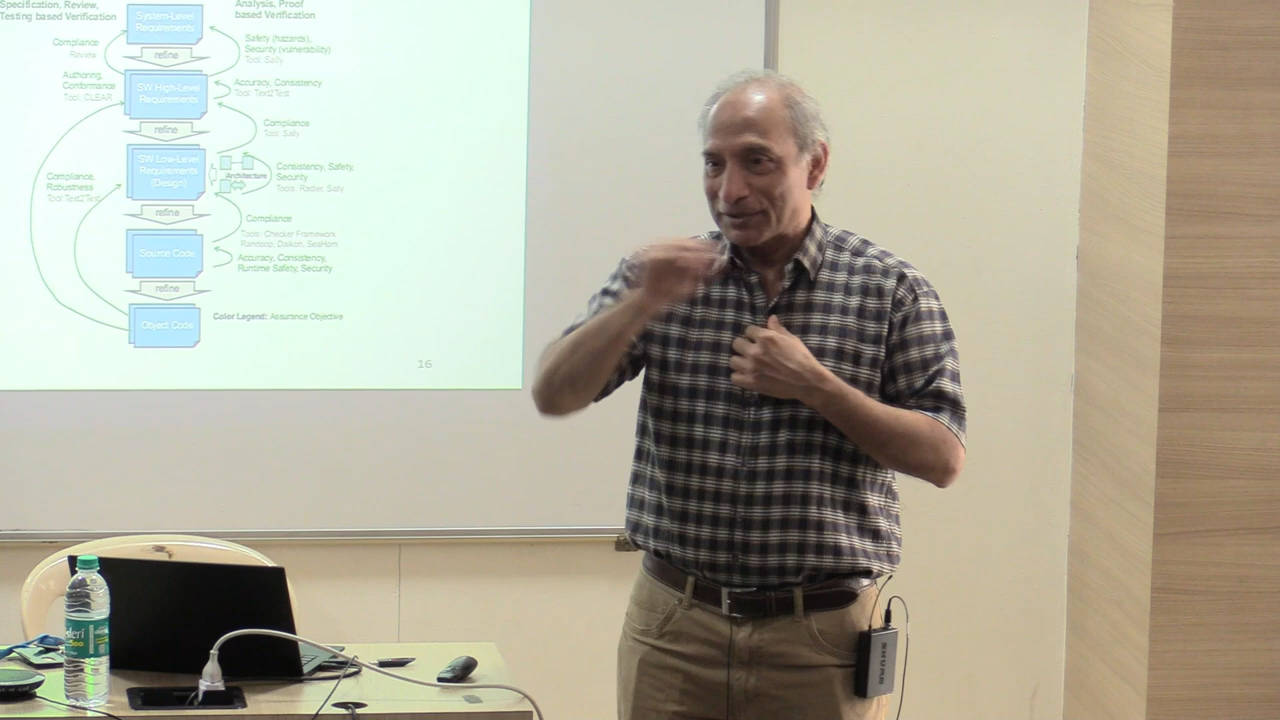 Specification, Review,
Testing based Verification
Analysis, Proof
based Verification
System-Level
Requirements
Compliance
Review
refine
Safety (hazards),
Security (vulnerability)
Tool: Sally
Authoring,
Conformance
Tool: CLEAR
SW High-Level
Requirements
Accuracy, Consistency
Tool: Text2Test
refine
Compliance
Tool: Sally
SW Low-Level
Requirements
(Design)
Architecture
Consistency, Safety,
Security
Tools: Radler, Sally
Compliance,
Robustness
Tool:Text2Test
refine
Compliance
Tools: Checker Framework
Randoop, Daikon, SeaHorn
Source Code
Accuracy, Consistency,
Runtime Safety, Security
refine
Object Code
Color Legend: Assurance Objective
16
SHURE